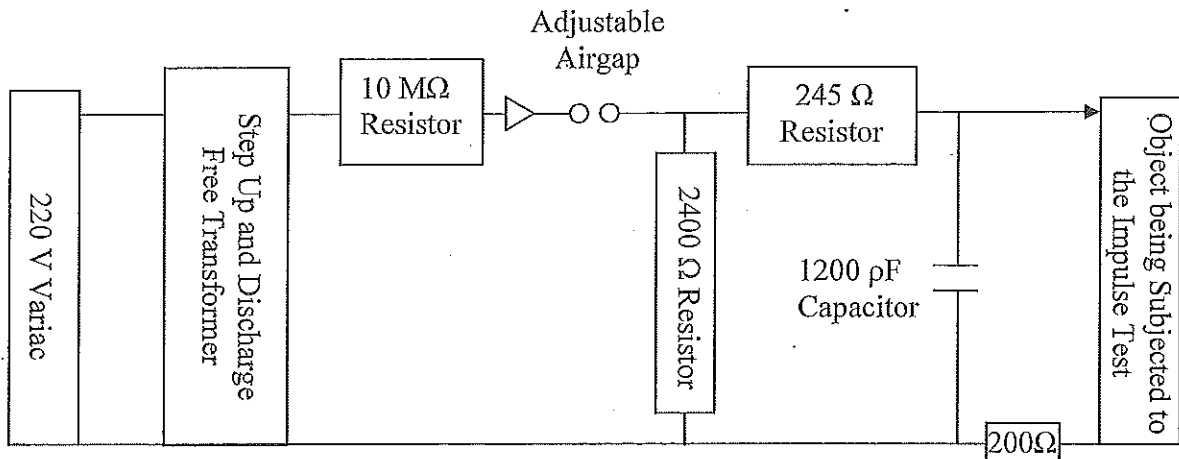 Adjustable
Airgap
220 V Variac
Step Up and Discharge
Free Transformer
10 MΩ
Resistor
2400 Ω Resistor
245 Ω
Resistor
1200 ρF
Capacitor
200Ω
Object being Subjected to
the Impulse Test